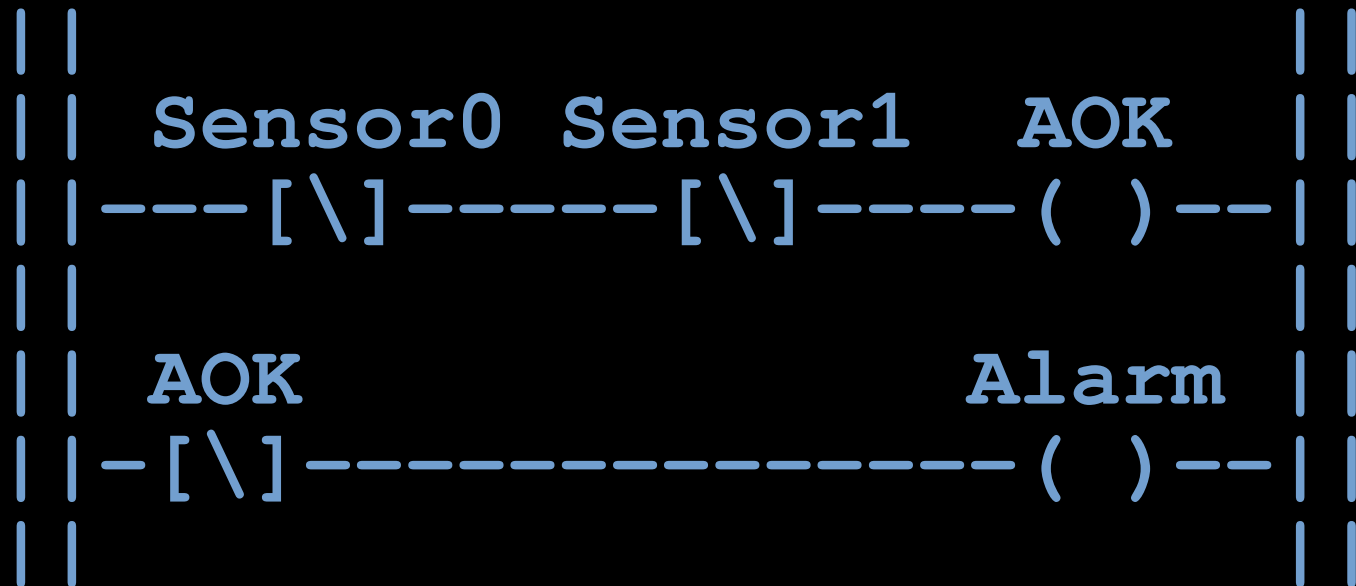 | |                        | |
| | Sensor0 Sensor1  AOK   | |
| |---[\]-----[\]----( )--| |
| |                        | |
| | AOK             Alarm | |
| |-[\]--------------( )--| |
| |                        | |